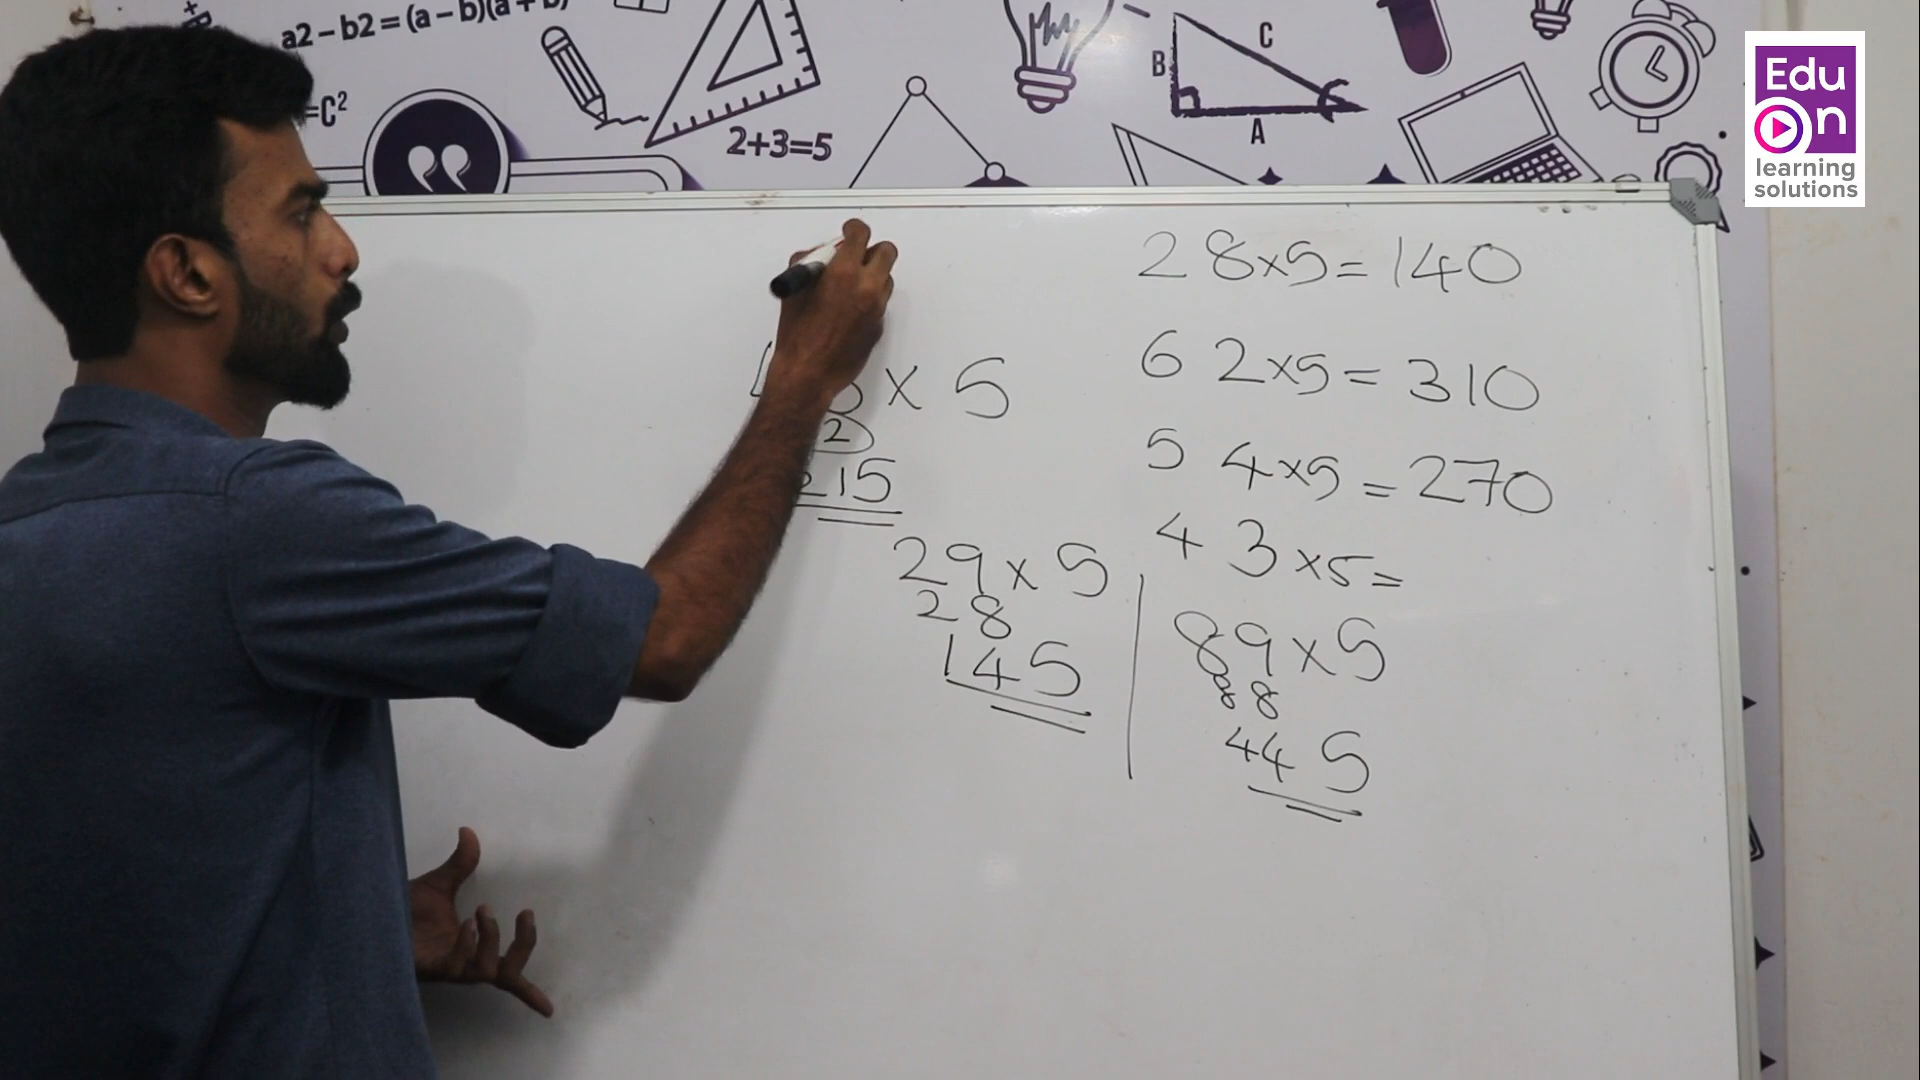 a2 – b2 = (a – b)(a + b)
=C²
2+3=5
B
C
A
Edu
On
learning
solutions
28×5=140
62×5=310
54×5=270
43×5=
× 5
2
215
29×5
28
145
89×5
88
445